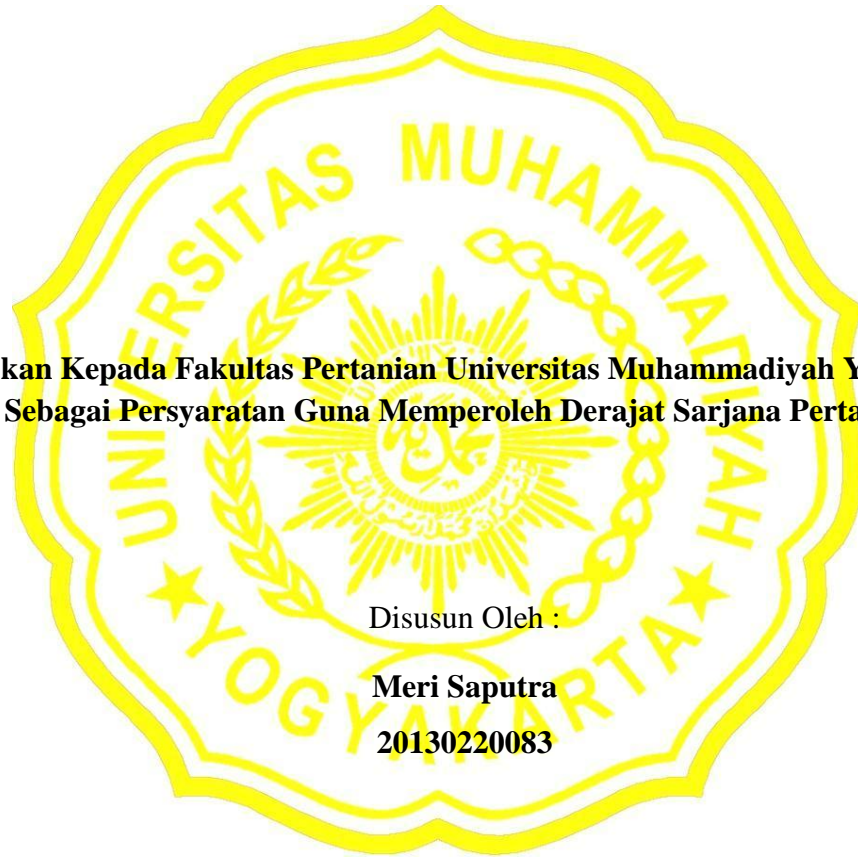 UNIVERSITAS MUHAMMADIYAH
kan Kepada Fakultas Pertanian Universitas Muhammadiyah Y
Sebagai Persyaratan Guna Memperoleh Derajat Sarjana Perta
Disusun Oleh :
Meri Saputra
20130220083
YOGYAKARTA